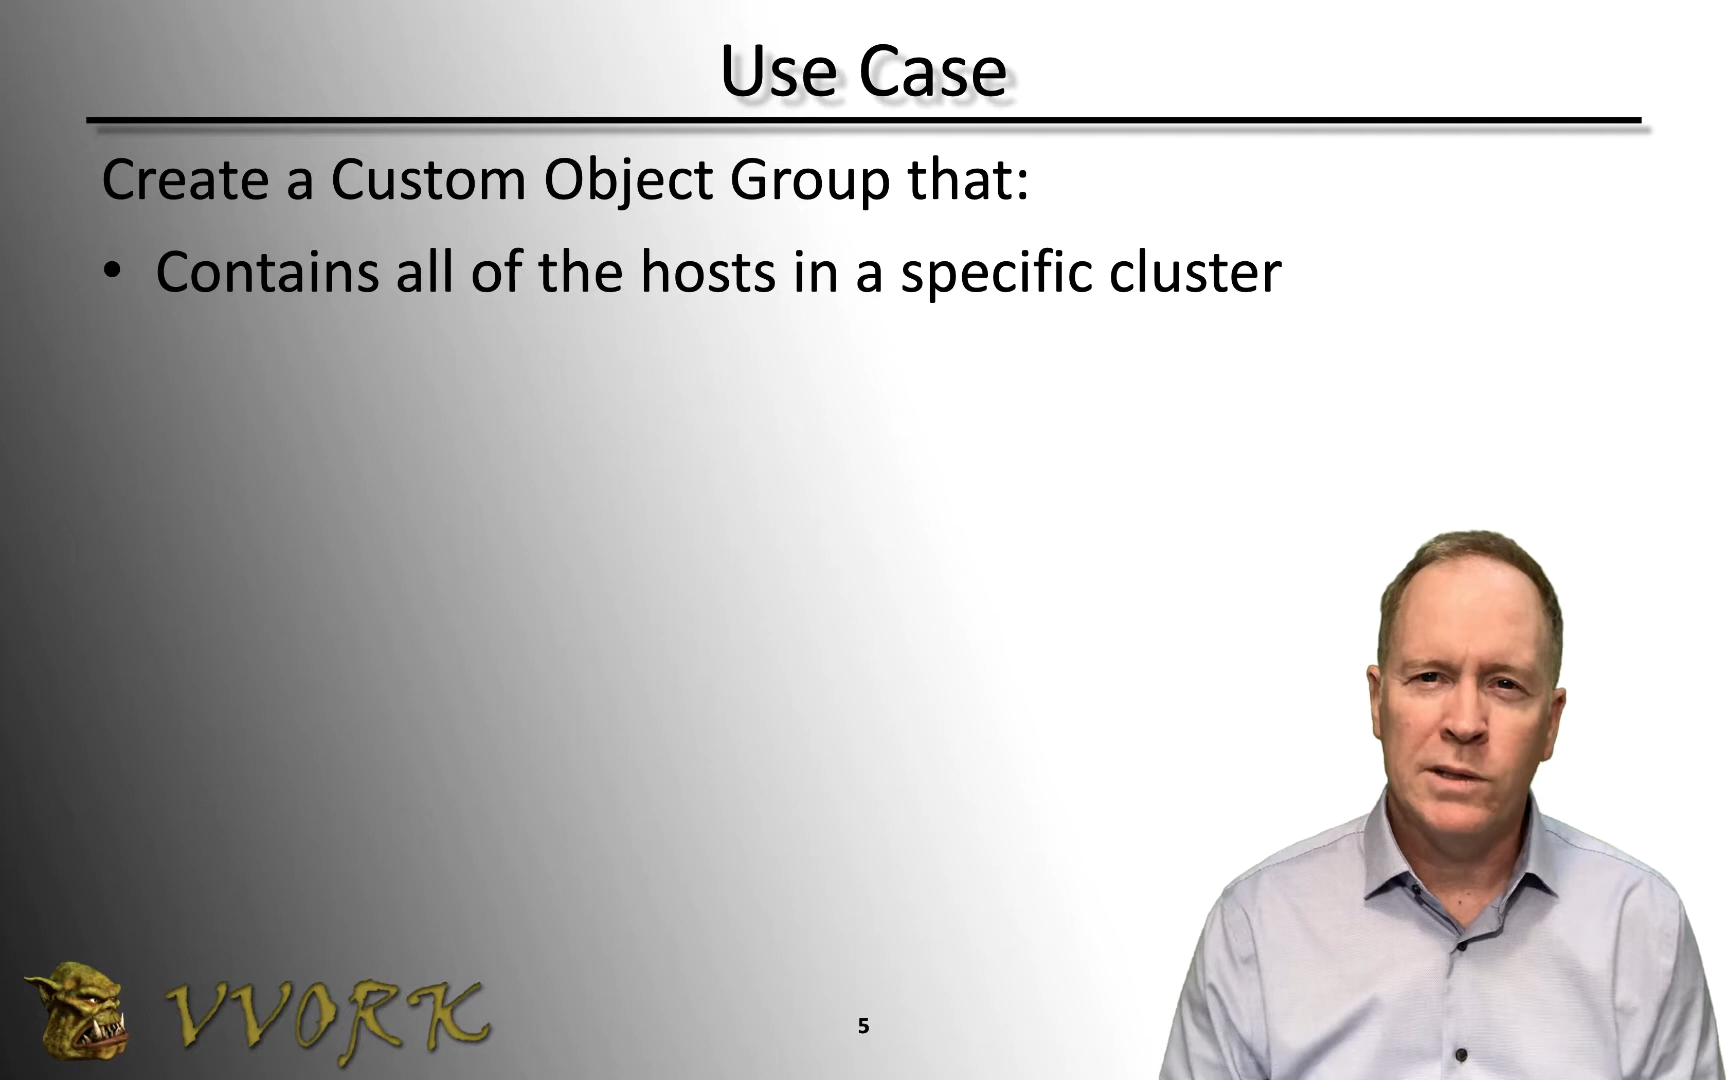 Use Case
Create a Custom Object Group that:
• Contains all of the hosts in a specific cluster
VVORK
5